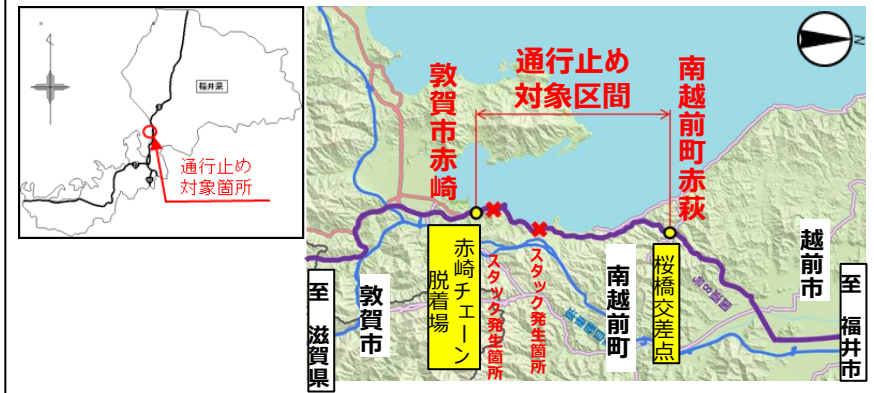 福井県
通行止め
対象箇所
N
通行止め
対象区間
敦賀市赤崎
南越前町赤萩
赤崎チェーン
脱着場
スタック発生箇所
スタック発生箇所
桜橋交差点
国道8号
敦賀市
南越前町
越前市
至 滋賀県
至 福井市